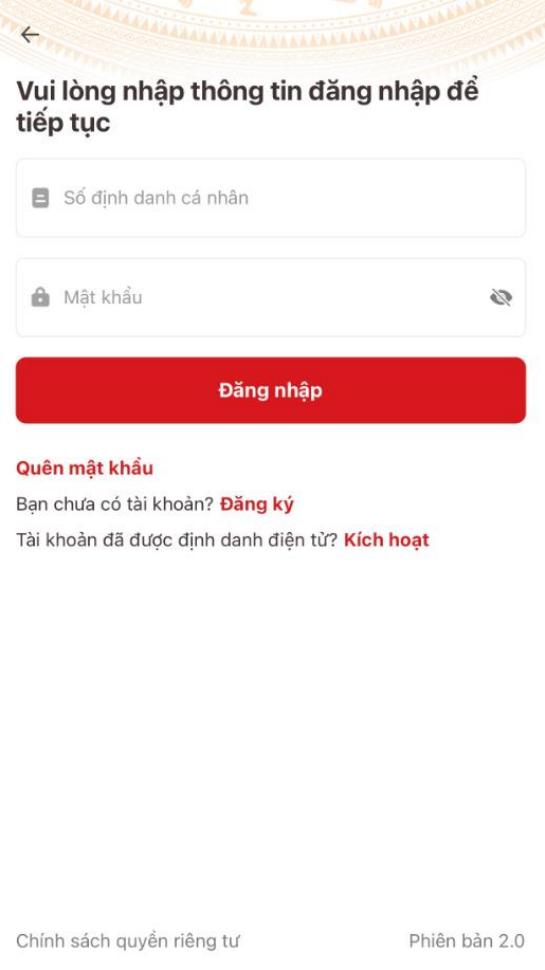 Vui lòng nhập thông tin đăng nhập để
tiếp tục
Số định danh cá nhân
Mật khẩu
Đăng nhập
Quên mật khẩu
Bạn chưa có tài khoản? Đăng ký
Tài khoản đã được định danh điện tử? Kích hoạt
Chính sách quyền riêng tư
Phiên bản 2.0